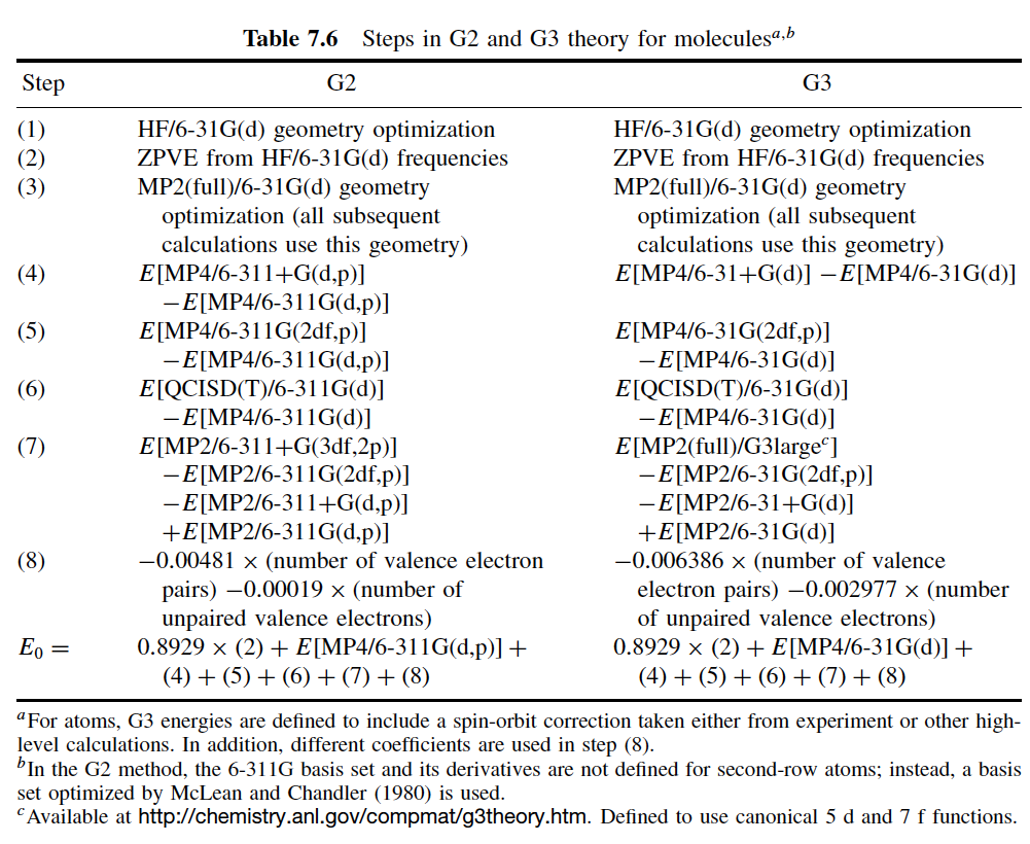 Table 7.6 Steps in G2 and G3 theory for molecules^a,b
Step G2 G3
(1) HF/6-31G(d) geometry optimization HF/6-31G(d) geometry optimization
(2) ZPVE from HF/6-31G(d) frequencies ZPVE from HF/6-31G(d) frequencies
(3) MP2(full)/6-31G(d) geometry MP2(full)/6-31G(d) geometry
optimization (all subsequent optimization (all subsequent
calculations use this geometry) calculations use this geometry)
(4) E[MP4/6-311+G(d,p)] E[MP4/6-31+G(d)] −E[MP4/6-31G(d)]
−E[MP4/6-311G(d,p)]
(5) E[MP4/6-311G(2df,p)] E[MP4/6-31G(2df,p)]
−E[MP4/6-311G(d,p)] −E[MP4/6-31G(d)]
(6) E[QCISD(T)/6-311G(d)] E[QCISD(T)/6-31G(d)]
−E[MP4/6-311G(d)] −E[MP4/6-31G(d)]
(7) E[MP2/6-311+G(3df,2p)] E[MP2(full)/G3large^c]
−E[MP2/6-311G(2df,p)] −E[MP2/6-31G(2df,p)]
−E[MP2/6-311+G(d,p)] −E[MP2/6-31+G(d)]
+E[MP2/6-311G(d,p)] +E[MP2/6-31G(d)]
(8) −0.00481 × (number of valence electron −0.006386 × (number of valence
pairs) −0.00019 × (number of electron pairs) −0.002977 × (number
unpaired valence electrons) of unpaired valence electrons)
E0 = 0.8929 × (2) + E[MP4/6-311G(d,p)] + 0.8929 × (2) + E[MP4/6-31G(d)] +
(4) + (5) + (6) + (7) + (8) (4) + (5) + (6) + (7) + (8)
^a For atoms, G3 energies are defined to include a spin-orbit correction taken either from experiment or other high-
level calculations. In addition, different coefficients are used in step (8).
^b In the G2 method, the 6-311G basis set and its derivatives are not defined for second-row atoms; instead, a basis
set optimized by McLean and Chandler (1980) is used.
^c Available at http://chemistry.anl.gov/compmat/g3theory.htm. Defined to use canonical 5 d and 7 f functions.